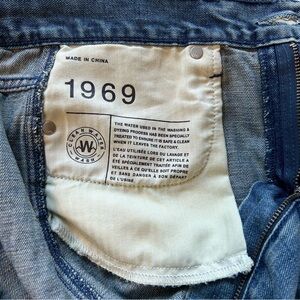 MADE IN CHINA
1969
CLEAN WATER
W
WASH
THE WATER USED IN THE WASHING &
DYEING PROCESS HAS BEEN SPECIALLY
TREATED TO ENSURE IT IS SAFE & CLEAN
WHEN IT LEAVES THE FACTORY.
L'EAU UTILISÉE LORS DU LAVAGE ET
DE LA TEINTURE DE CET ARTICLE A
ÉTÉ SPÉCIALEMENT TRAITÉE AFIN DE
VEILLER À CE QU'ELLE SOIT PROPRE
ET SANS DANGER À SON DÉPART
DE L'USINE